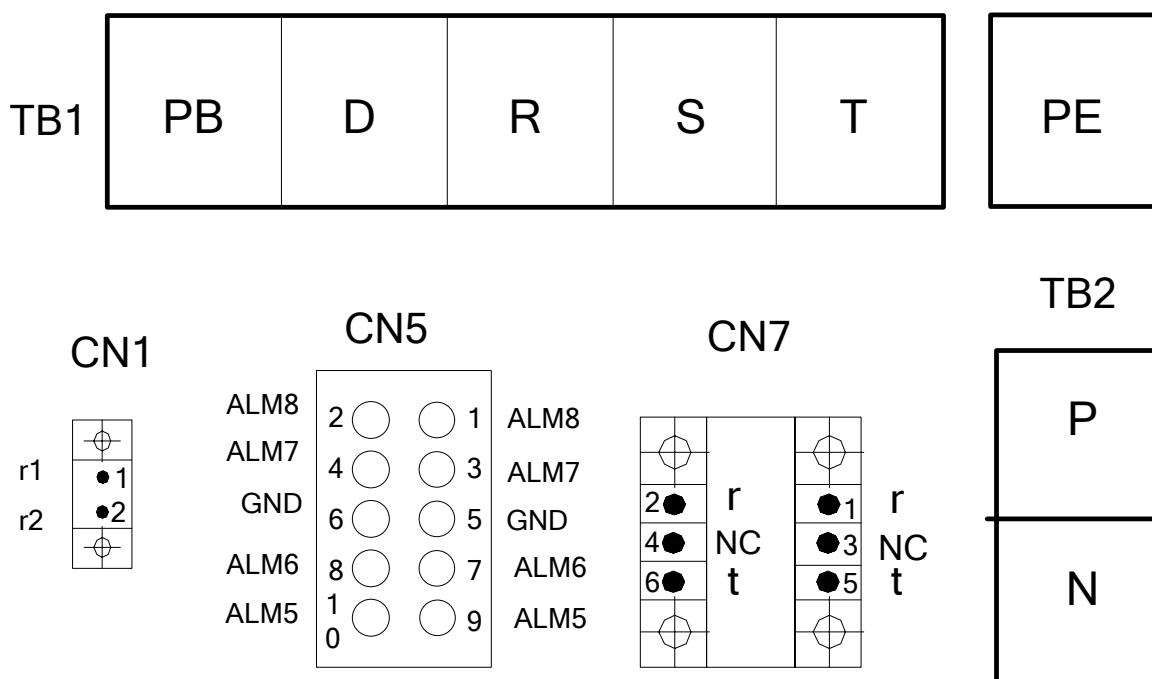 TB1 PB D R S T PE
TB2
CN1 CN5 CN7
ALM8 2 1 ALM8
ALM7 4 3 ALM7
GND 6 5 GND
ALM6 8 7 ALM6
ALM5 10 9 ALM5
r1 1
r2 2
2 r 1 r
4 NC 3 NC
6 t 5 t
P
N